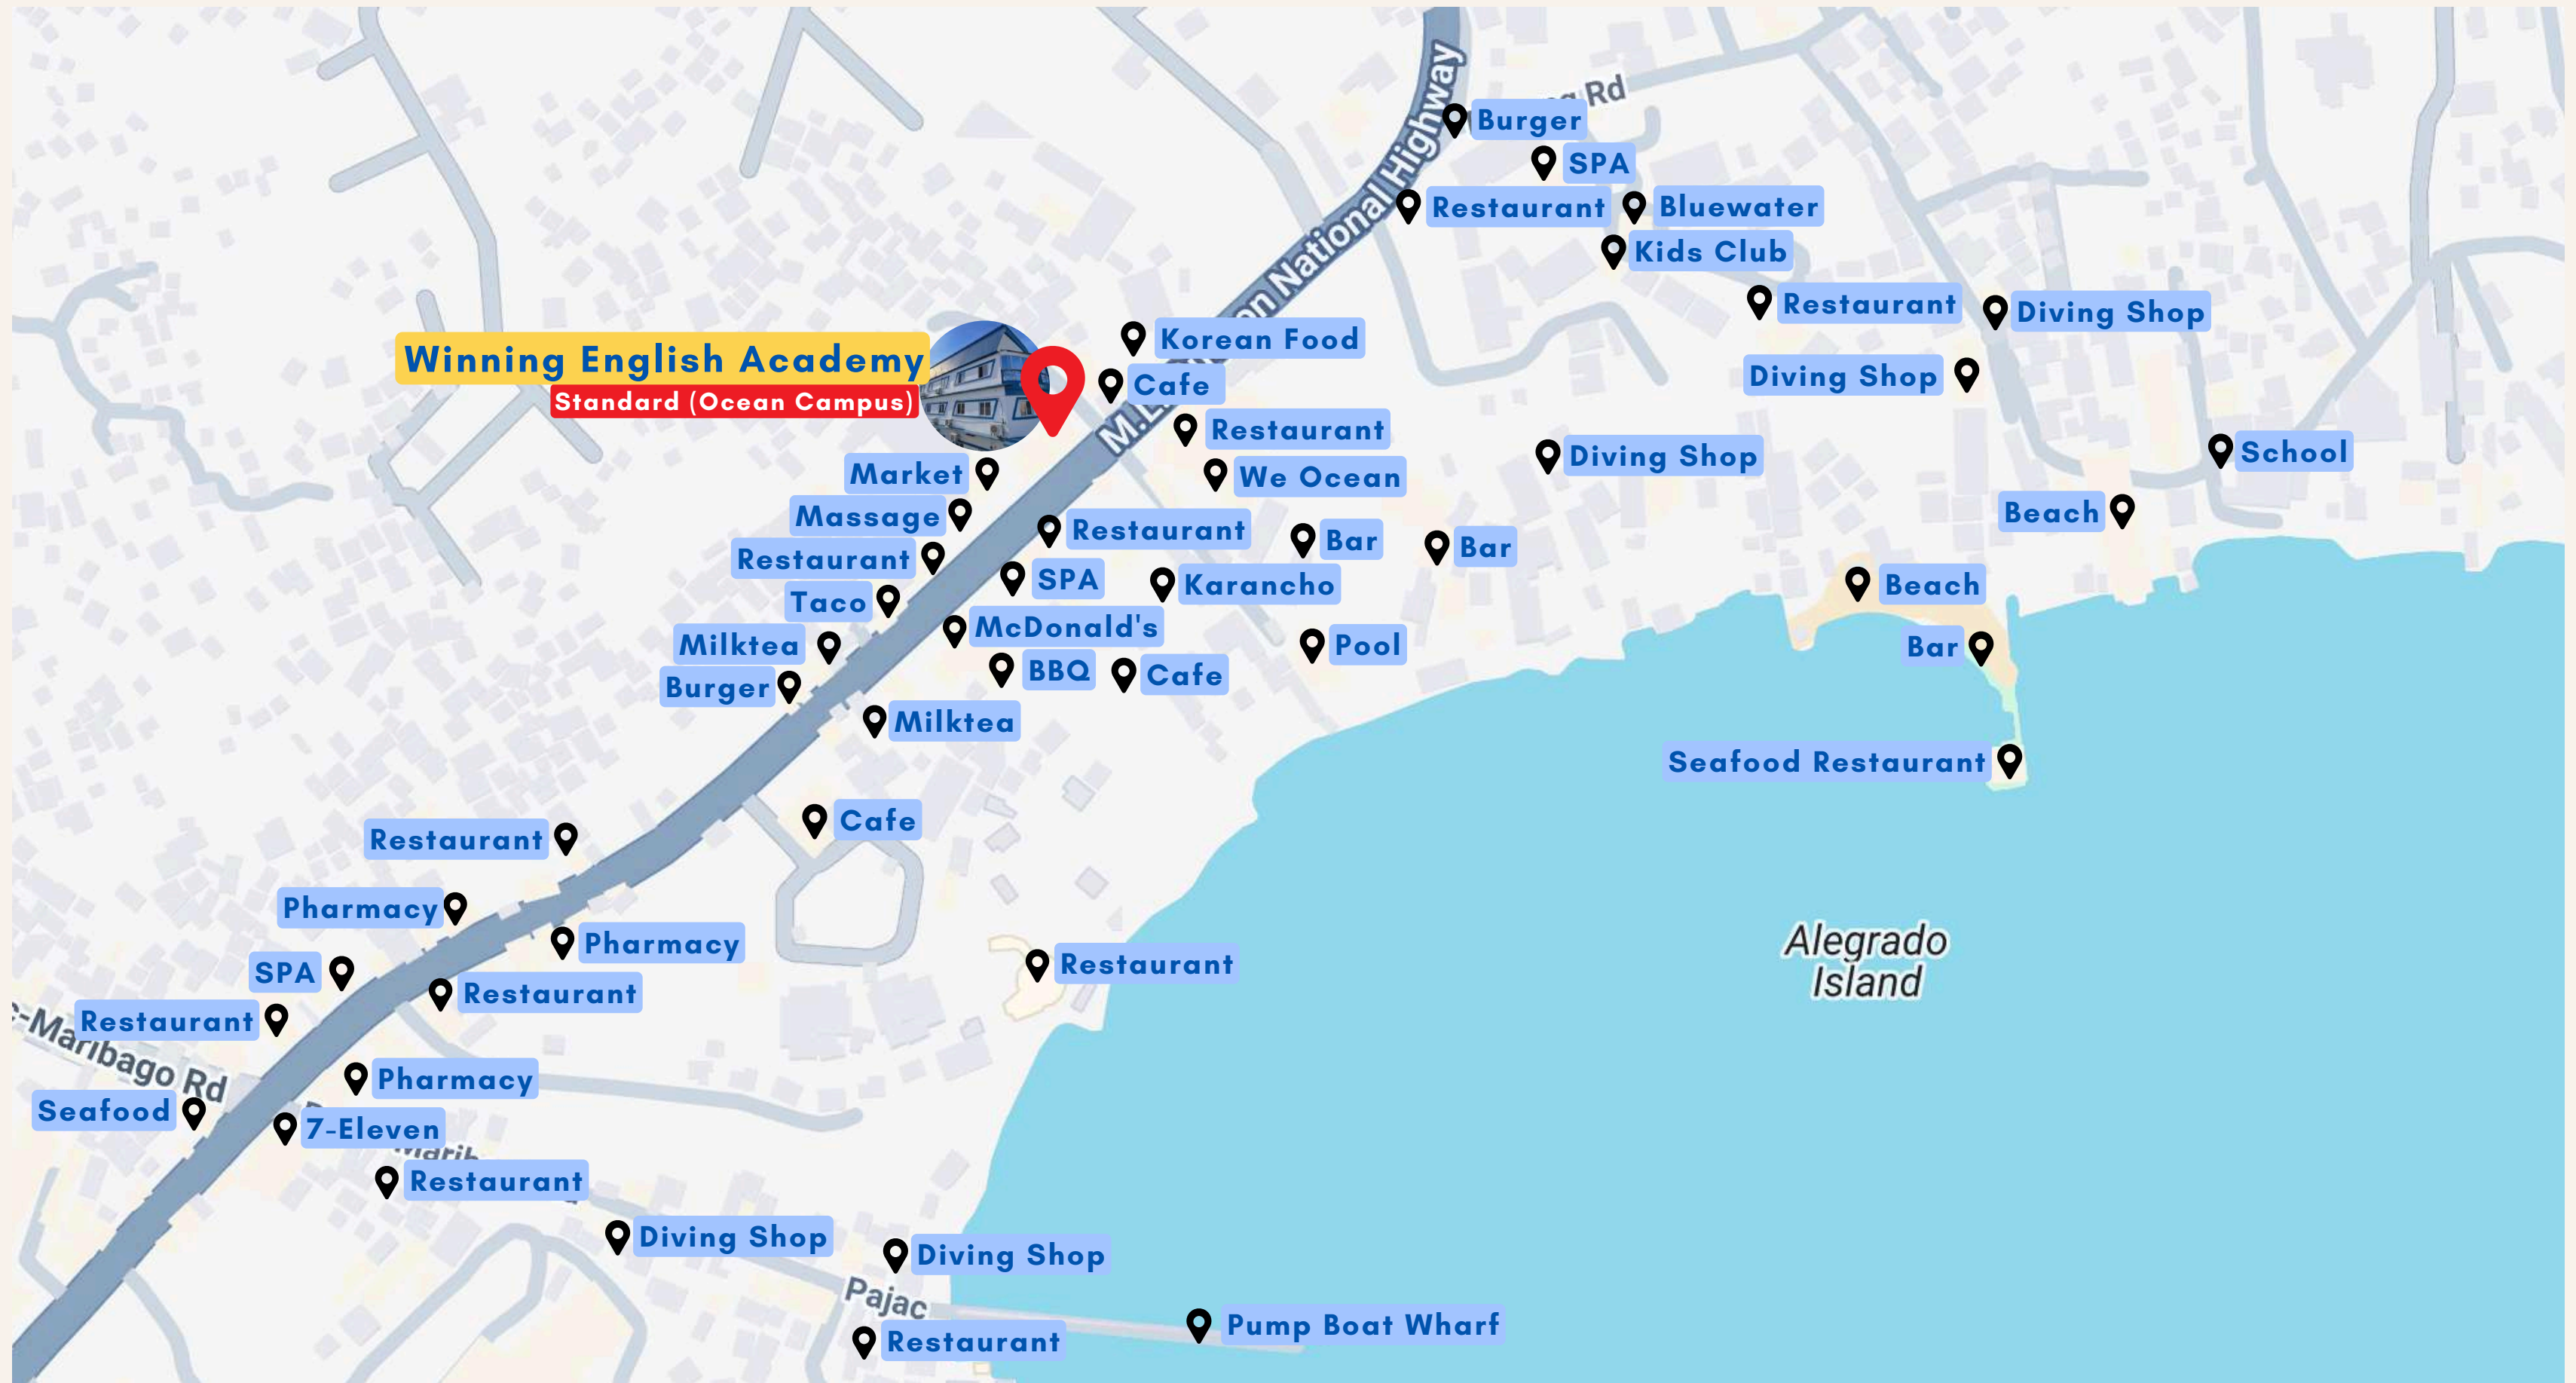 Burger
Rd
SPA
Restaurant
Bluewater
Kids Club
Restaurant
Diving Shop
Korean Food
Winning English Academy
Standard (Ocean Campus)
Cafe
Diving Shop
Restaurant
Diving Shop
School
Market
We Ocean
Massage
Beach
Restaurant
Bar
Bar
Restaurant
SPA
Karancho
Beach
Taco
McDonald's
Milktea
Pool
Bar
BBQ
Cafe
Burger
Milktea
Seafood Restaurant
Cafe
Restaurant
Pharmacy
Pharmacy
Alegrado
Island
SPA
Restaurant
Restaurant
Restaurant
Maribago Rd
Pharmacy
Seafood
7-Eleven
Restaurant
Diving Shop
Diving Shop
Pajac
Pump Boat Wharf
Restaurant
National Highway